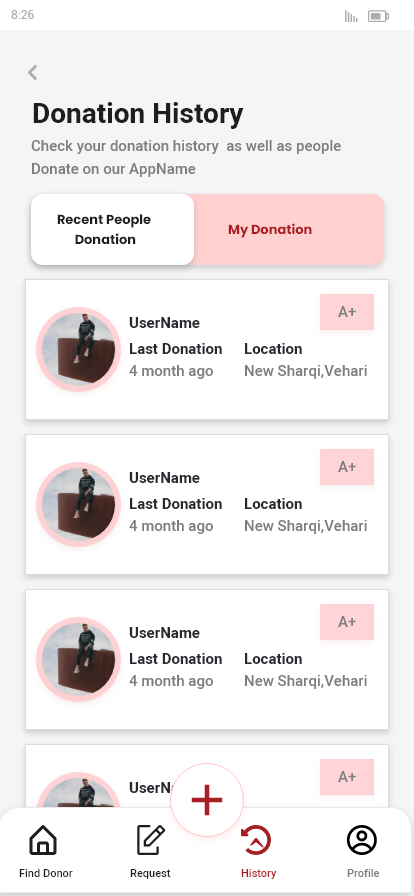 8:26
Donation History
Check your donation history as well as people
Donate on our AppName
Recent People
Donation
My Donation
A+
UserName
Last Donation Location
4 month ago New Sharqi,Vehari
A+
UserName
Last Donation Location
4 month ago New Sharqi,Vehari
A+
UserName
Last Donation Location
4 month ago New Sharqi,Vehari
A+
Find Donor Request History Profile